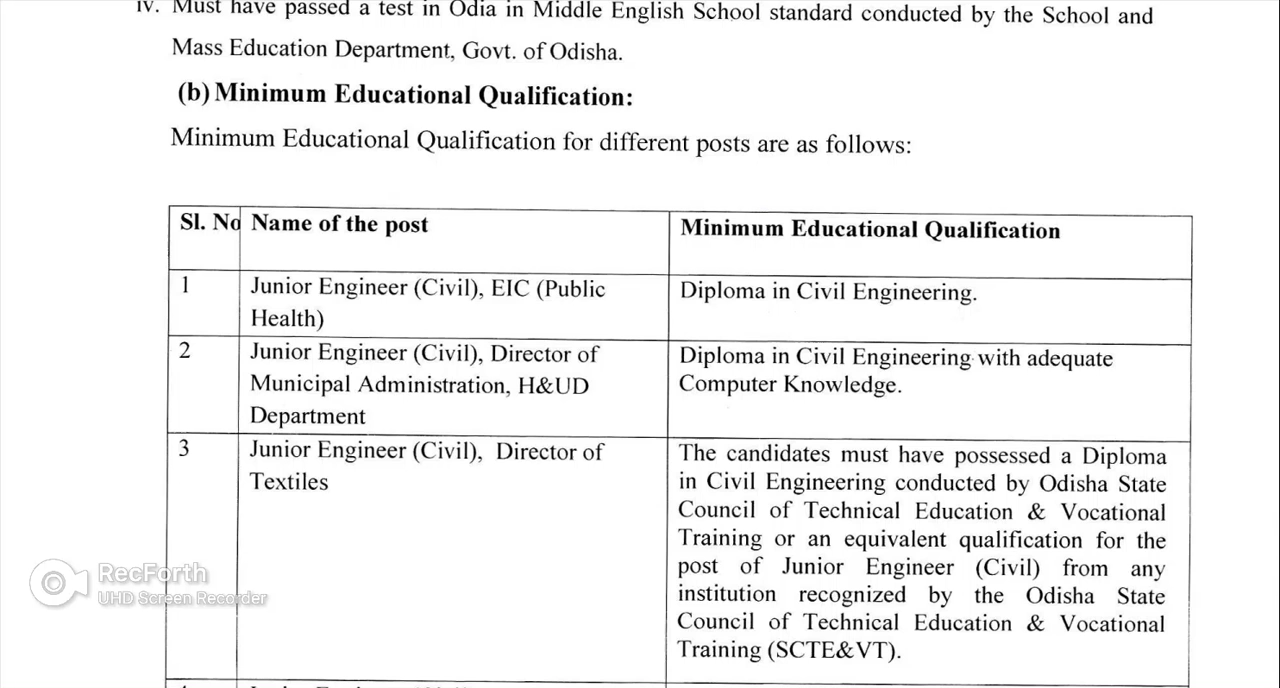 iv. Must have passed a test in Odia in Middle English School standard conducted by the School and
Mass Education Department, Govt. of Odisha.
(b) Minimum Educational Qualification:
Minimum Educational Qualification for different posts are as follows:
Sl. No
Name of the post
Minimum Educational Qualification
1
Junior Engineer (Civil), EIC (Public
Health)
Diploma in Civil Engineering.
2
Junior Engineer (Civil), Director of
Municipal Administration, H&UD
Department
Diploma in Civil Engineering with adequate
Computer Knowledge.
3
Junior Engineer (Civil), Director of
Textiles
The candidates must have possessed a Diploma
in Civil Engineering conducted by Odisha State
Council of Technical Education & Vocational
Training or an equivalent qualification for the
post of Junior Engineer (Civil) from any
institution recognized by the Odisha State
Council of Technical Education & Vocational
Training (SCTE&VT).
RecForth
UHD Screen Recorder